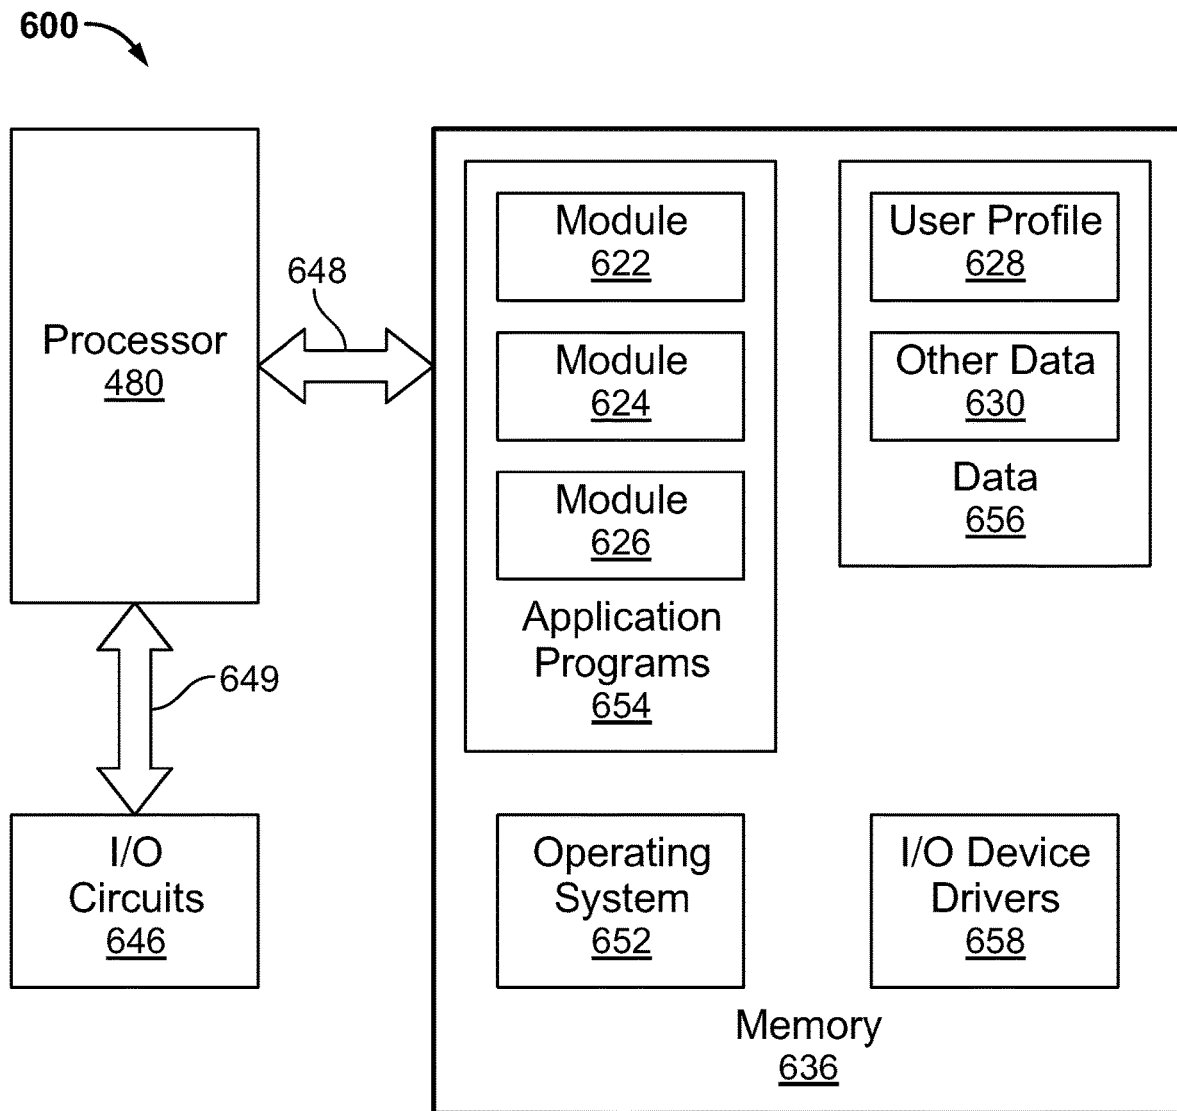 600
Processor
480
648
649
I/O
Circuits
646
Module
622
Module
624
Module
626
Application
Programs
654
User Profile
628
Other Data
630
Data
656
Operating
System
652
I/O Device
Drivers
658
Memory
636